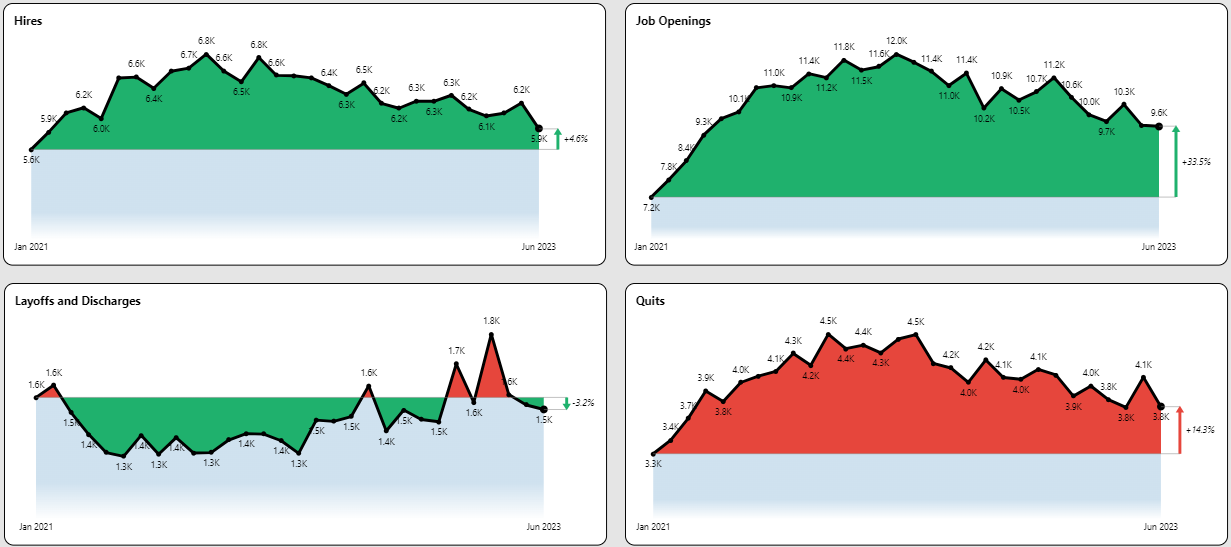 Hires
6.8K
6.8K
6.7K
6.6K
6.6K
6.6K
6.4K
6.5K
6.4K
6.5K
6.3K
6.2K
6.2K
6.2K
6.3K
6.3K
6.3K
6.2K
6.1K
6.2K
6.0K
5.9K
5.9K
+4.6%
5.6K
Jan 2021
Jun 2023
Job Openings
12.0K
11.8K
11.6K
11.4K
11.4K
11.4K
11.5K
11.2K
11.2K
11.0K
11.0K
10.9K
10.9K
10.7K
10.6K
10.5K
10.3K
10.2K
10.1K
10.0K
9.7K
9.6K
9.3K
8.4K
7.8K
+33.5%
7.2K
Jan 2021
Jun 2023
Layoffs and Discharges
1.8K
1.7K
1.6K
1.6K
1.6K
1.6K
1.6K
-3.2%
1.5K
1.5K
1.5K
1.5K
1.5K
1.5K
1.4K
1.4K
1.4K
1.4K
1.4K
1.4K
1.3K
1.3K
1.3K
1.3K
Jan 2021
Jun 2023
Quits
4.5K
4.5K
4.4K
4.3K
4.4K
4.3K
4.2K
4.2K
4.2K
4.1K
4.1K
4.1K
4.1K
4.0K
4.0K
4.0K
4.0K
3.9K
3.9K
3.8K
3.8K
3.8K
3.8K
3.7K
3.4K
+14.3%
3.3K
Jan 2021
Jun 2023